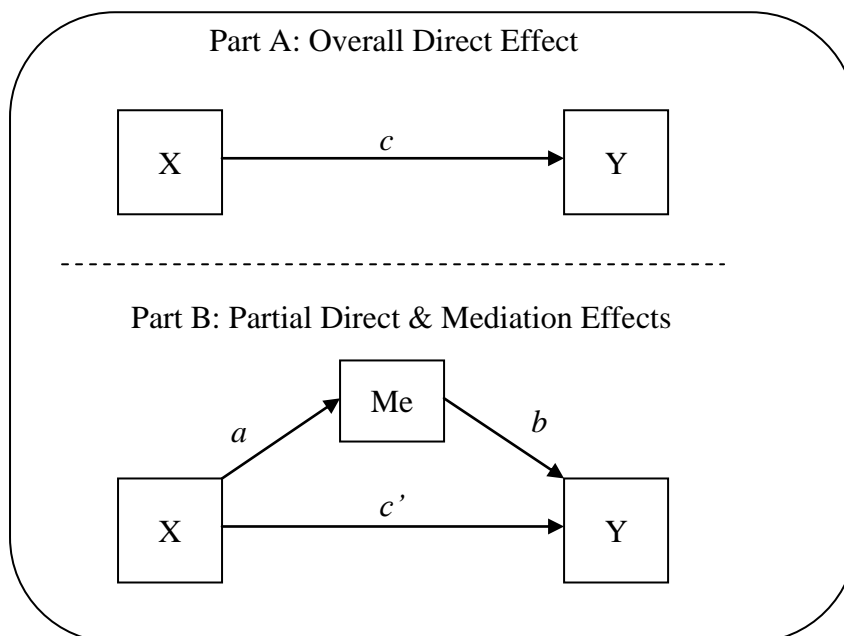 Part A: Overall Direct Effect
c
X
Y
Part B: Partial Direct & Mediation Effects
Me
a
b
c’
X
Y